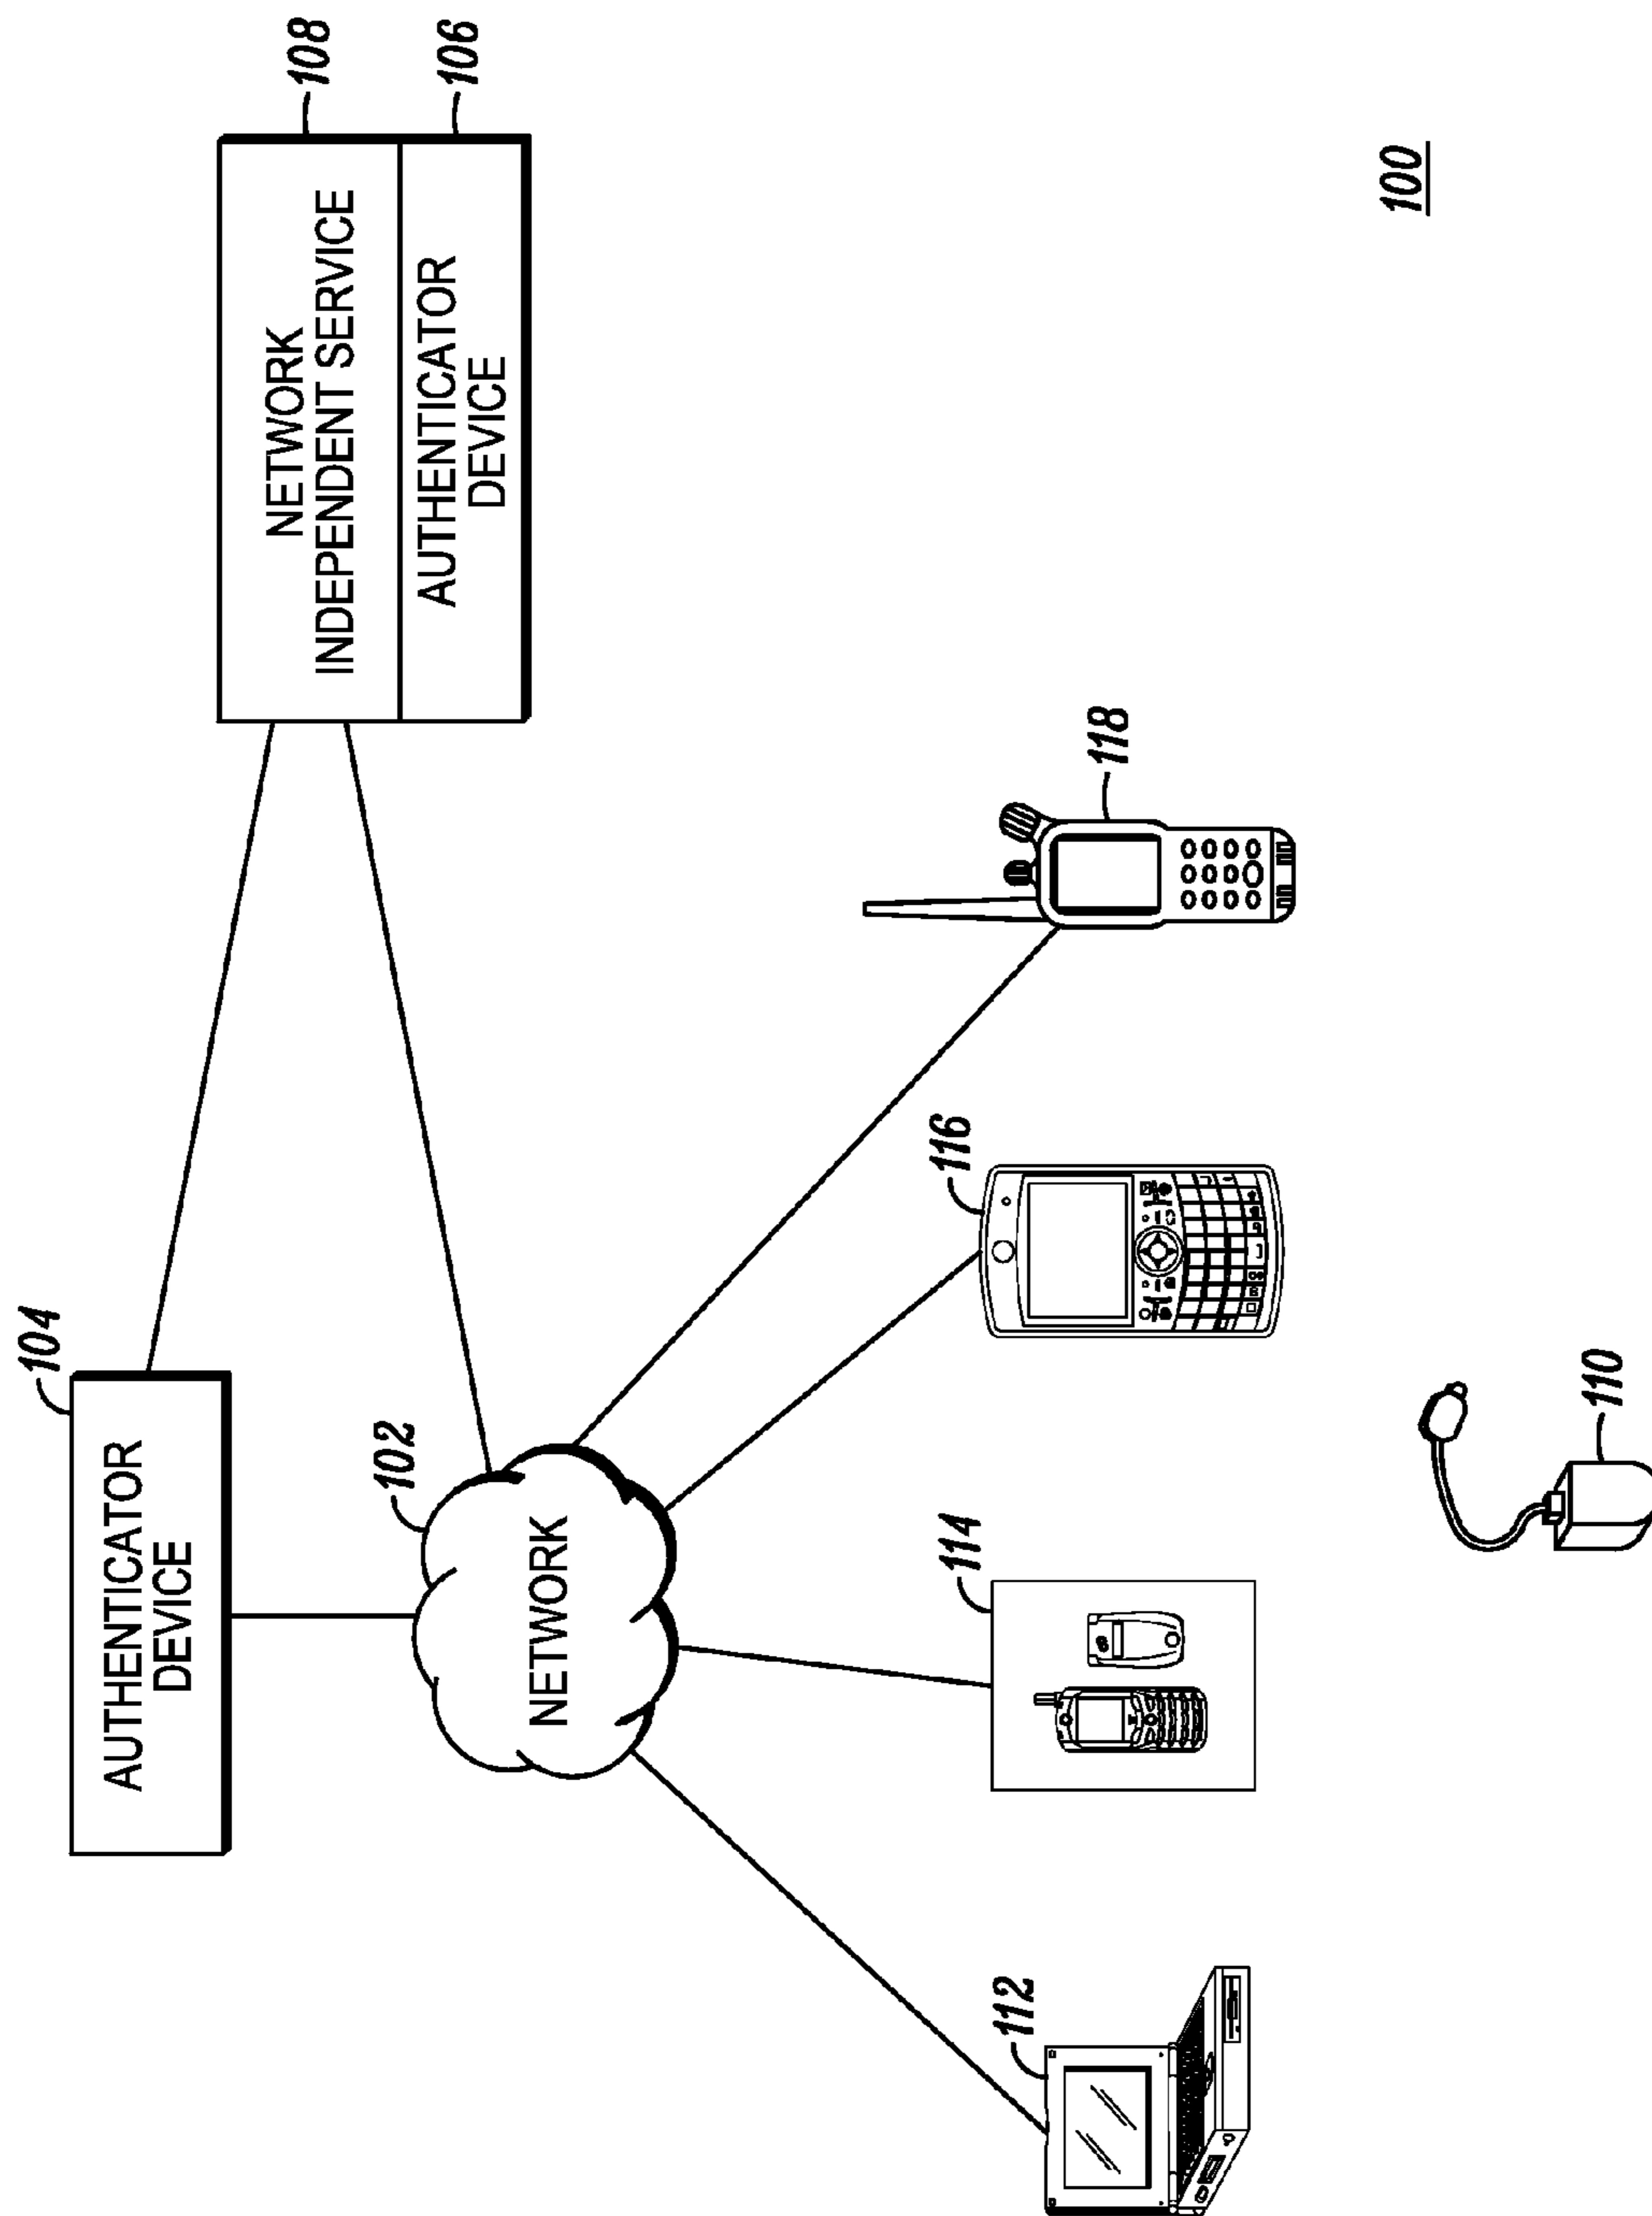 104
AUTHENTICATOR
DEVICE
108
NETWORK
INDEPENDENT SERVICE
106
AUTHENTICATOR
DEVICE
102
NETWORK
112
114
116
118
110
100